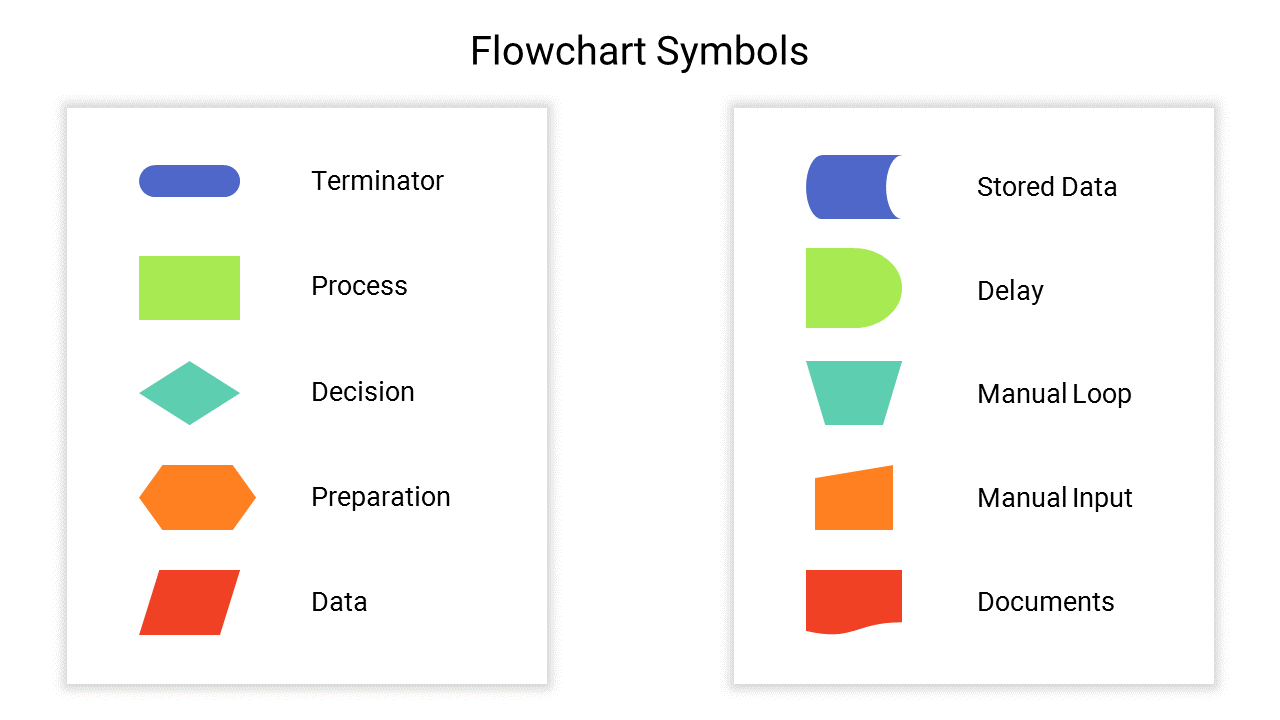 Flowchart Symbols
Terminator
Process
Decision
Preparation
Data
Stored Data
Delay
Manual Loop
Manual Input
Documents